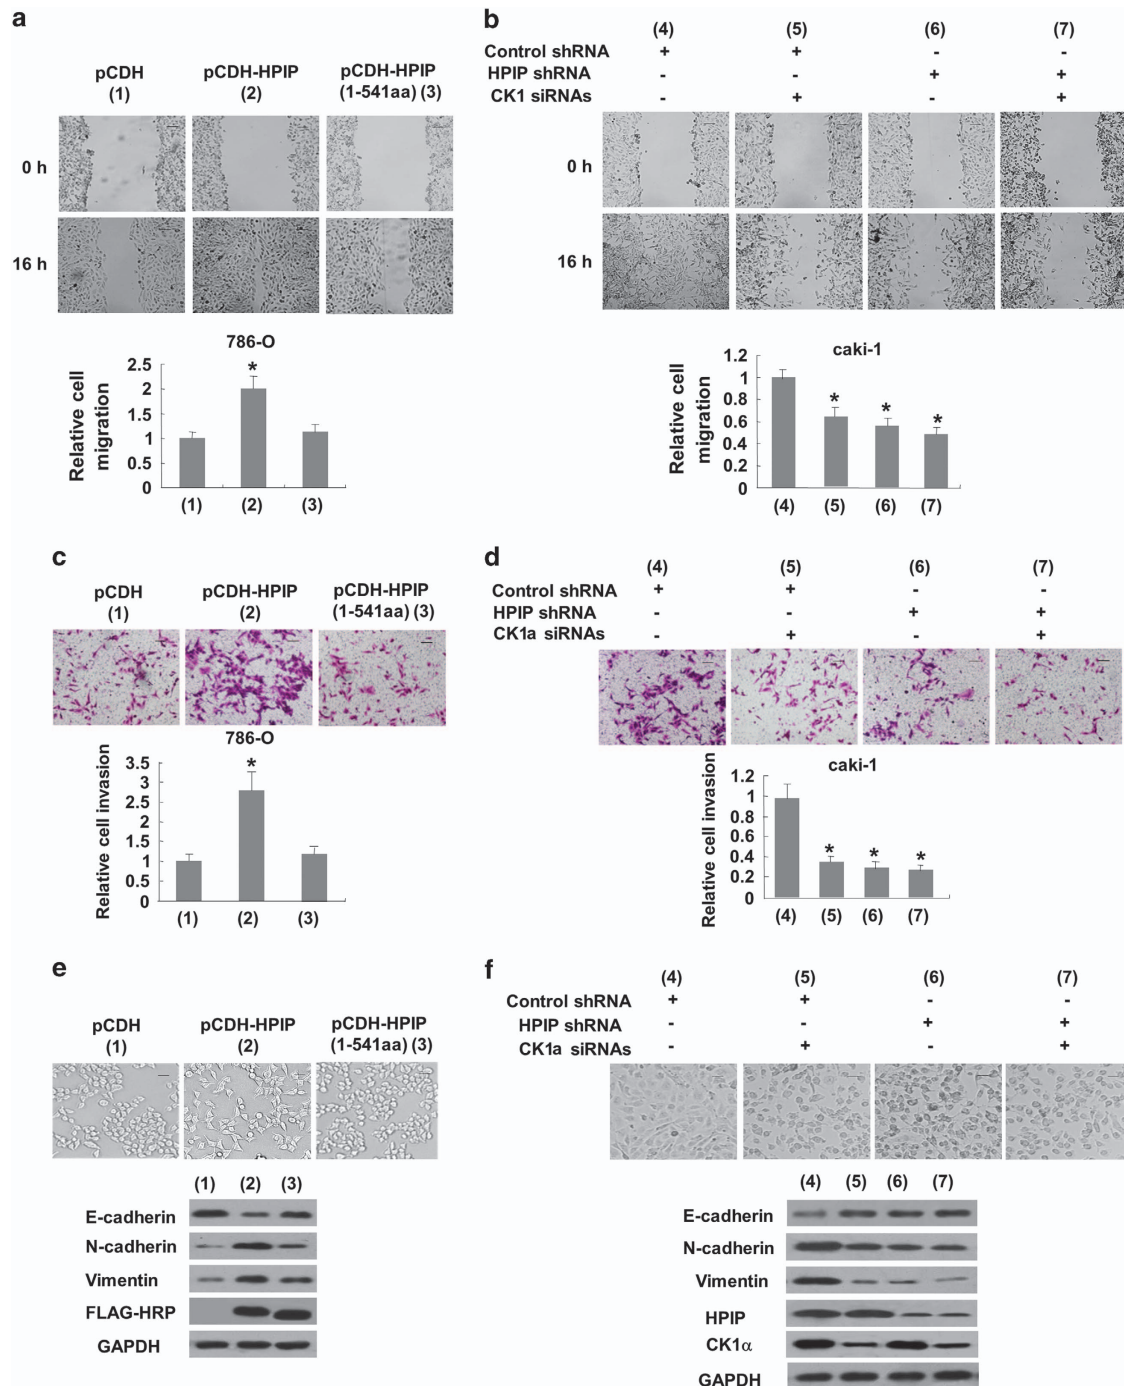 a
pCDH
(1)
pCDH-HPIP
(2)
pCDH-HPIP
(1-541aa) (3)
0 h
16 h
786-O
Relative cell
migration
2.5
2
1.5
1
0.5
0
(1) (2) (3)
b
(4) (5) (6) (7)
Control shRNA + + - -
HPIP shRNA - - + +
CK1 siRNAs - + - +
0 h
16 h
caki-1
Relative cell
migration
1.2
1
0.8
0.6
0.4
0.2
0
* * * *
(4) (5) (6) (7)
c
pCDH
(1)
pCDH-HPIP
(2)
pCDH-HPIP
(1-541aa) (3)
786-O
Relative cell invasion
3.5
3
2.5
2
1.5
1
0.5
0
*
(1) (2) (3)
d
(4) (5) (6) (7)
Control shRNA + + - -
HPIP shRNA - - + +
CK1a siRNAs - + - +
caki-1
Relative cell invasion
1.2
1
0.8
0.6
0.4
0.2
0
* * *
(4) (5) (6) (7)
e
pCDH
(1)
pCDH-HPIP
(2)
pCDH-HPIP
(1-541aa) (3)
(1) (2) (3)
E-cadherin
N-cadherin
Vimentin
FLAG-HRP
GAPDH
f
(4) (5) (6) (7)
Control shRNA + + - -
HPIP shRNA - - + +
CK1a siRNAs - + - +
(4) (5) (6) (7)
E-cadherin
N-cadherin
Vimentin
HPIP
CK1α
GAPDH